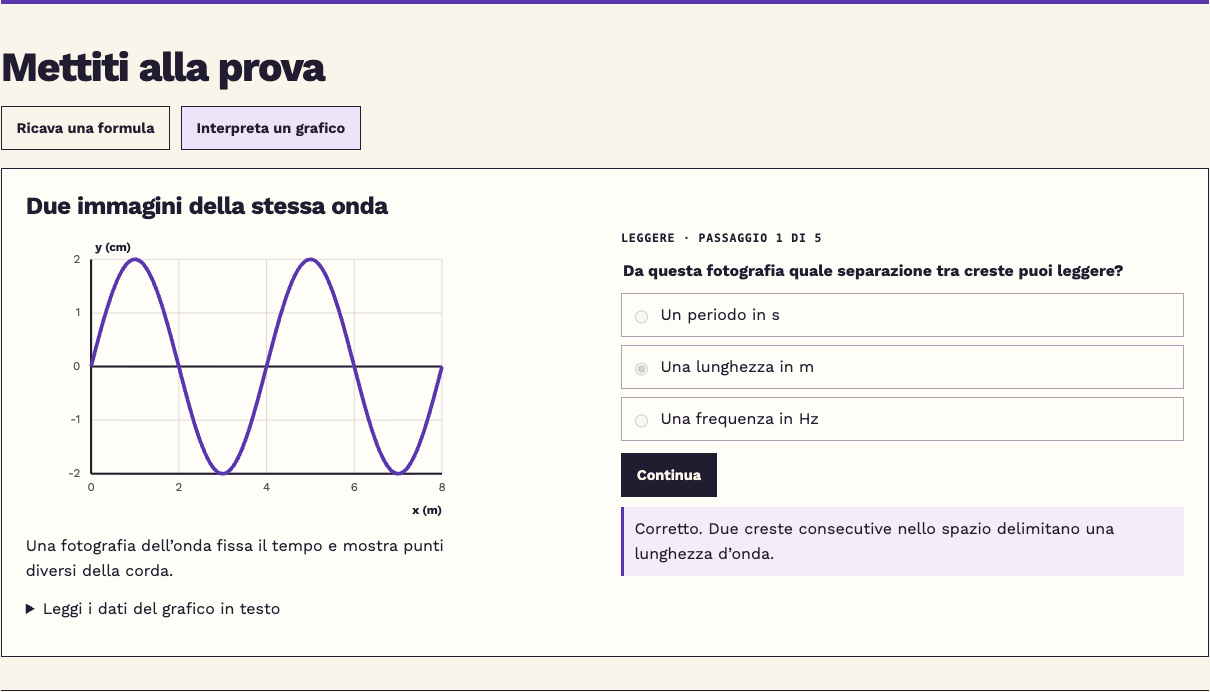 Mettiti alla prova
Ricava una formula
Interpreta un grafico
Due immagini della stessa onda
y (cm)
2
1
0
-1
-2
0
2
4
6
8
x (m)
Una fotografia dell’onda fissa il tempo e mostra punti
diversi della corda.
Leggi i dati del grafico in testo
LEGGERE · PASSAGGIO 1 DI 5
Da questa fotografia quale separazione tra creste puoi leggere?
Un periodo in s
Una lunghezza in m
Una frequenza in Hz
Continua
Corretto. Due creste consecutive nello spazio delimitano una
lunghezza d’onda.